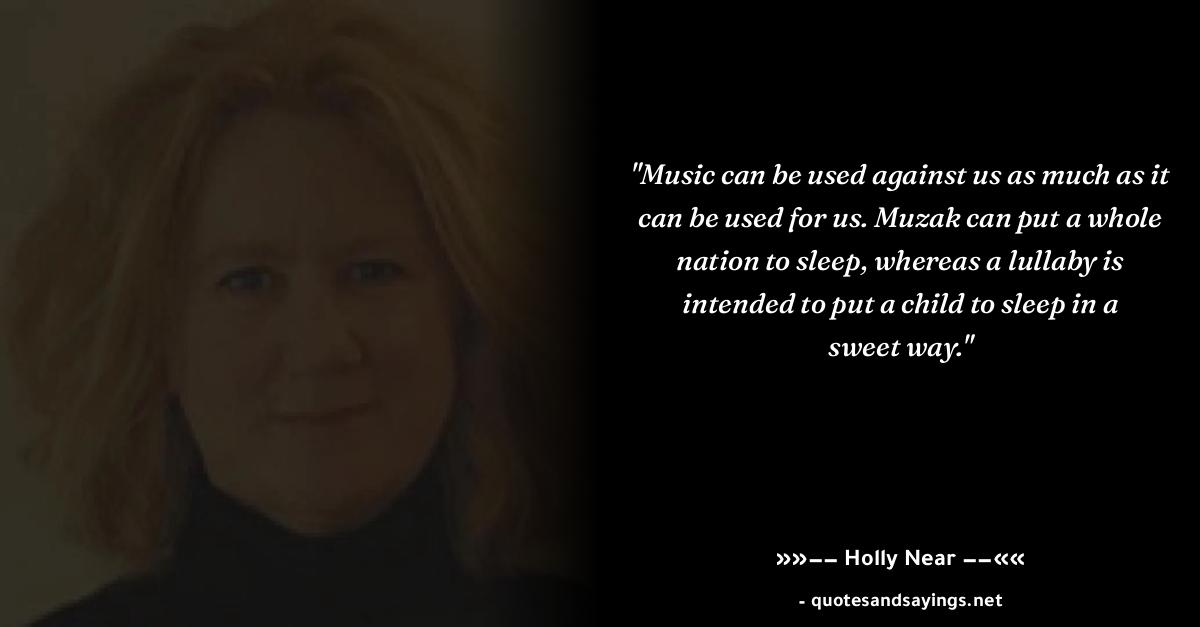 "Music can be used against us as much as it
can be used for us. Muzak can put a whole
nation to sleep, whereas a lullaby is
intended to put a child to sleep in a
sweet way."
»»−− Holly Near −−««
- quotesandsayings.net